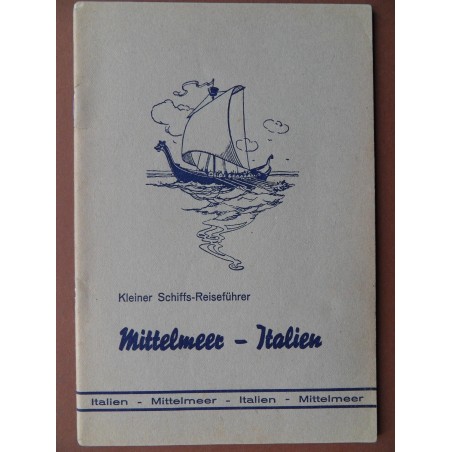 Kleiner Schiffs-Reiseführer
Mittelmeer – Italien
Italien - Mittelmeer - Italien - Mittelmeer